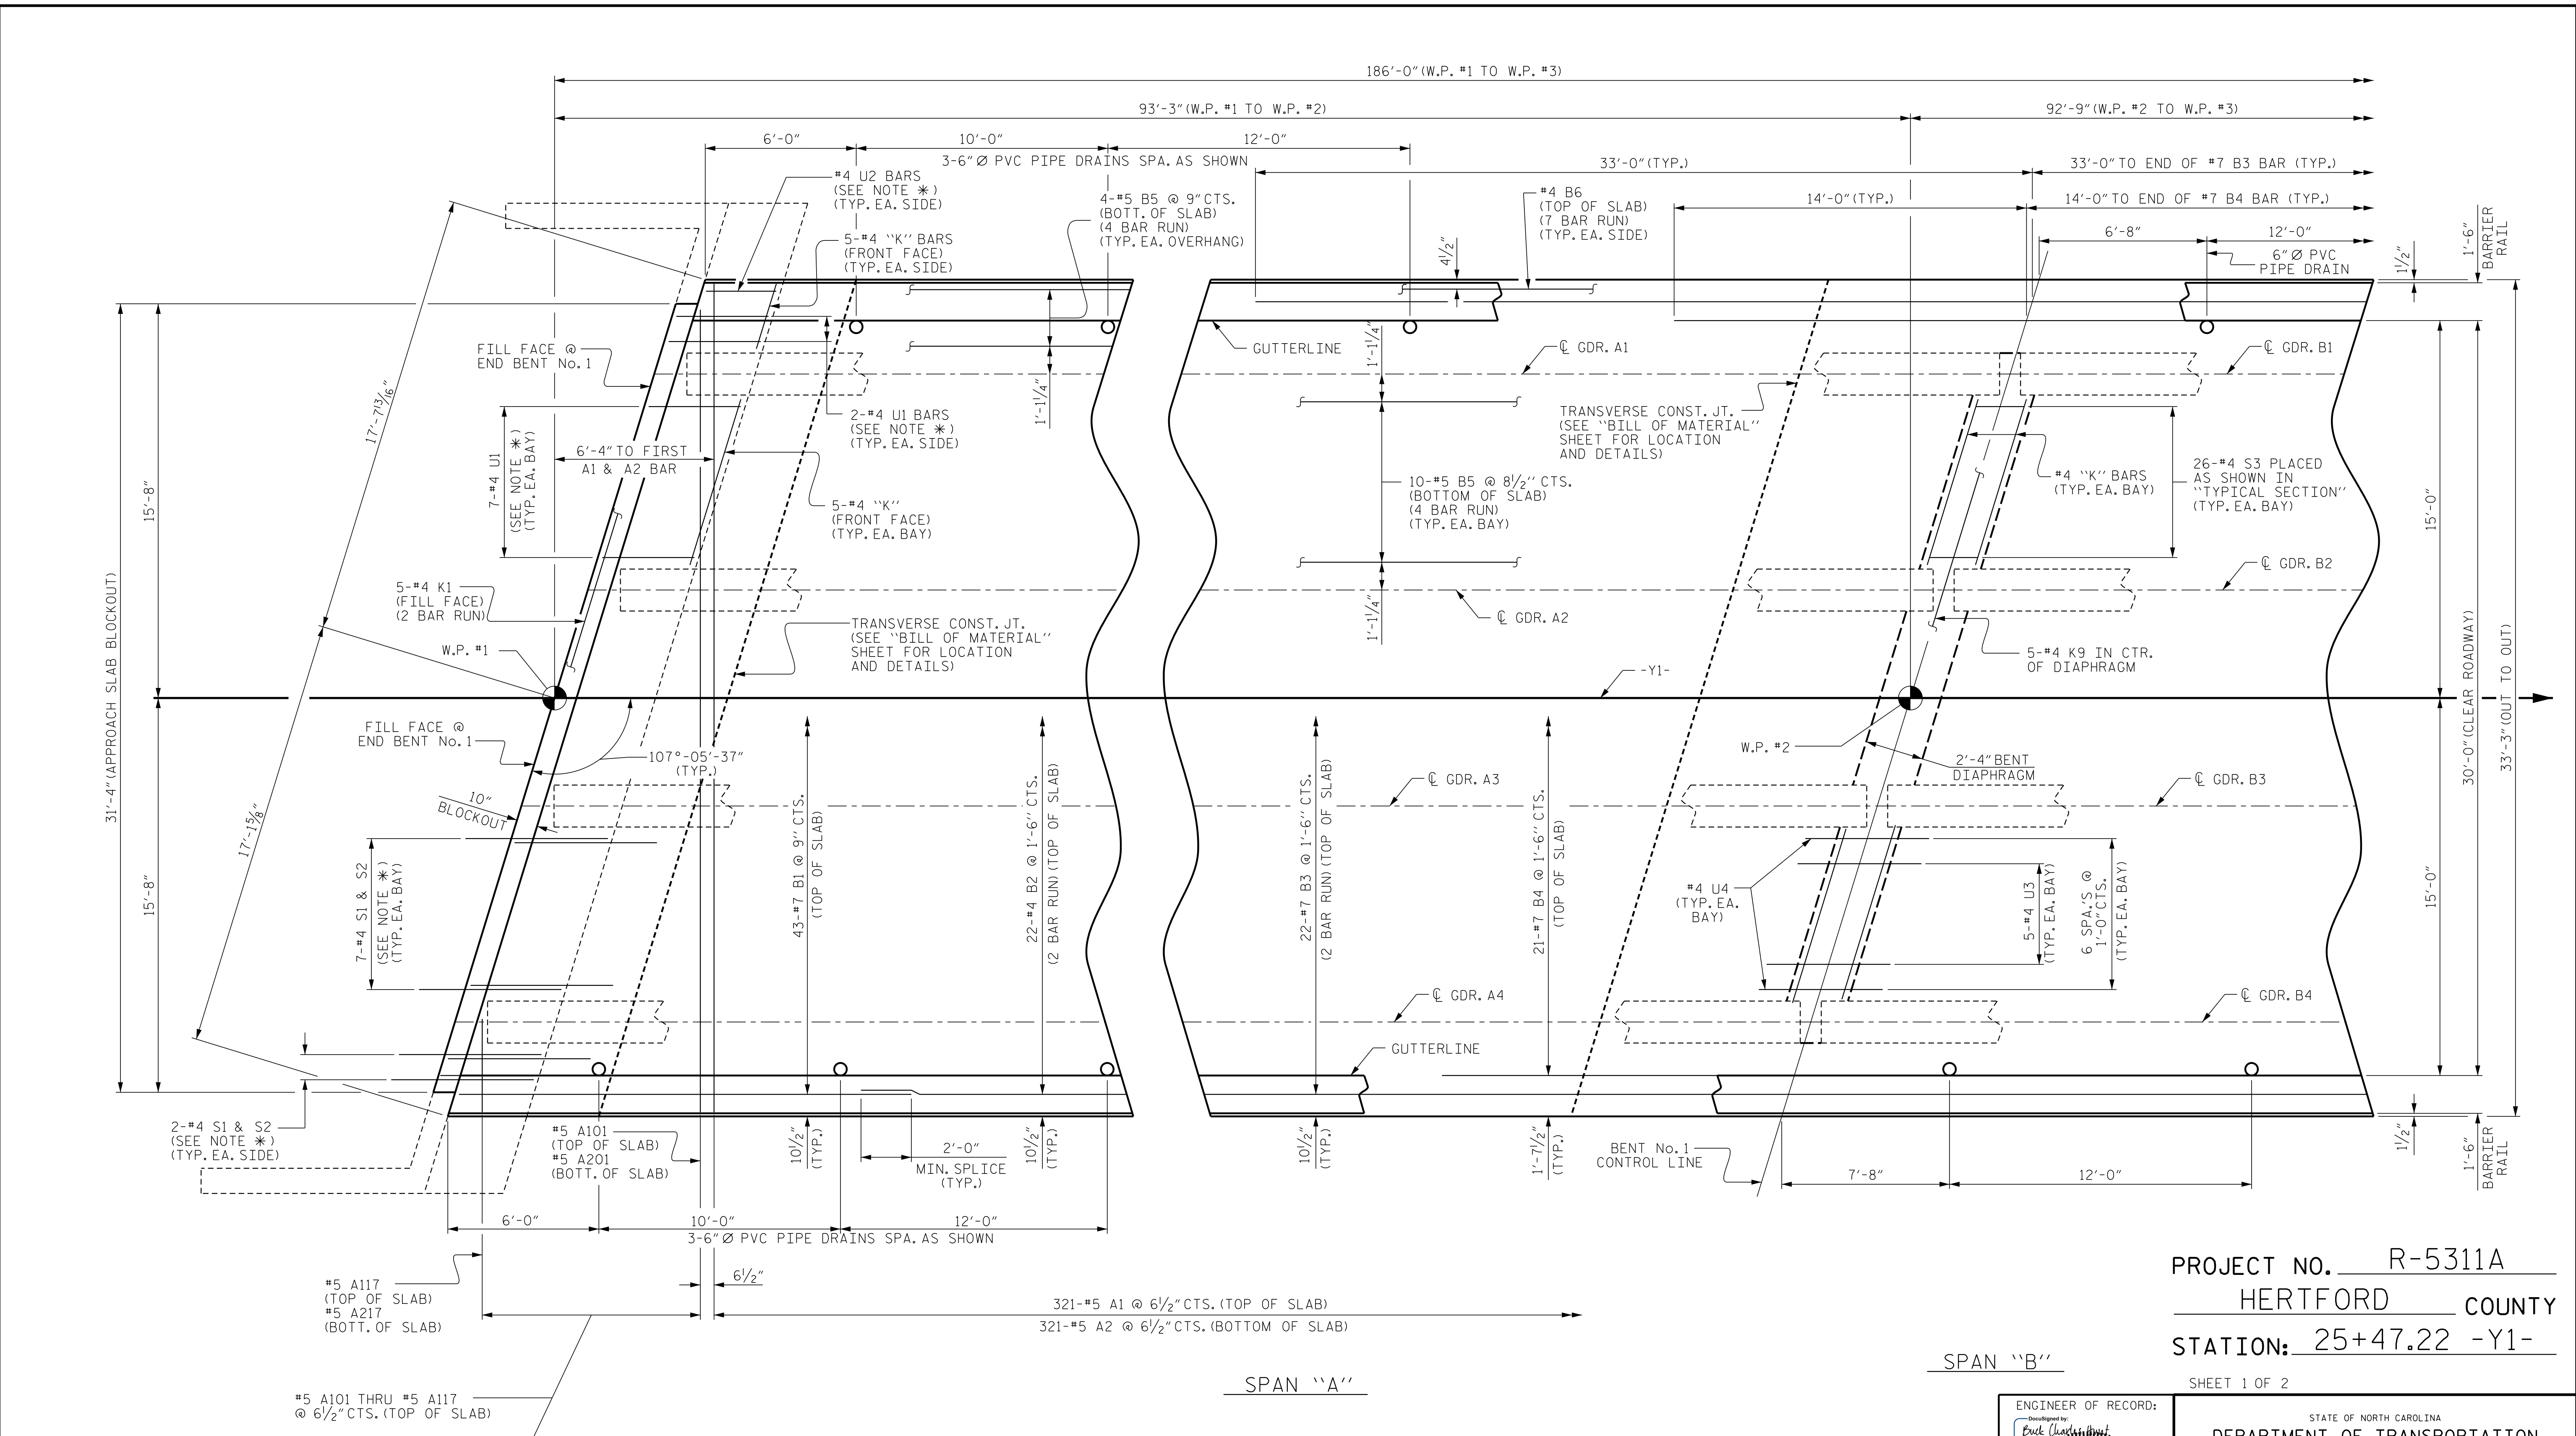 186'-0" (W.P. #1 TO W.P. #3)
93'-3" (W.P. #1 TO W.P. #2)
92'-9" (W.P. #2 TO W.P. #3)
6'-0"
10'-0"
12'-0"
3-6" Ø PVC PIPE DRAINS SPA. AS SHOWN
33'-0" (TYP.)
33'-0" TO END OF #7 B3 BAR (TYP.)
14'-0" (TYP.)
14'-0" TO END OF #7 B4 BAR (TYP.)
6'-8"
12'-0"
6" Ø PVC
PIPE DRAIN
1½"
1'-6"
BARRIER
RAIL
#4 U2 BARS
(SEE NOTE ✳)
(TYP. EA. SIDE)
5-#4 ``K'' BARS
(FRONT FACE)
(TYP. EA. SIDE)
4-#5 B5 @ 9" CTS.
(BOTT. OF SLAB)
(4 BAR RUN)
(TYP. EA. OVERHANG)
#4 B6
(TOP OF SLAB)
(7 BAR RUN)
(TYP. EA. SIDE)
4½"
FILL FACE @
END BENT No. 1
GUTTERLINE
1'-1¼"
1'-1¼"
℄ GDR. A1
℄ GDR. B1
17'-7¹³⁄₁₆"
2-#4 U1 BARS
(SEE NOTE ✳)
(TYP. EA. SIDE)
7-#4 U1
(SEE NOTE ✳)
(TYP. EA. BAY)
6'-4" TO FIRST
A1 & A2 BAR
TRANSVERSE CONST. JT.
(SEE ``BILL OF MATERIAL''
SHEET FOR LOCATION
AND DETAILS)
#4 ``K'' BARS
(TYP. EA. BAY)
26-#4 S3 PLACED
AS SHOWN IN
``TYPICAL SECTION''
(TYP. EA. BAY)
15'-8"
5-#4 ``K''
(FRONT FACE)
(TYP. EA. BAY)
10-#5 B5 @ 8½'' CTS.
(BOTTOM OF SLAB)
(4 BAR RUN)
(TYP. EA. BAY)
15'-0"
31'-4" (APPROACH SLAB BLOCKOUT)
5-#4 K1
(FILL FACE)
(2 BAR RUN)
1'-1¼"
℄ GDR. A2
℄ GDR. B2
W.P. #1
TRANSVERSE CONST. JT.
(SEE ``BILL OF MATERIAL''
SHEET FOR LOCATION
AND DETAILS)
-Y1-
5-#4 K9 IN CTR.
OF DIAPHRAGM
30'-0" (CLEAR ROADWAY)
33'-3" (OUT TO OUT)
FILL FACE @
END BENT No. 1
107°-05'-37"
(TYP.)
W.P. #2
2'-4" BENT
DIAPHRAGM
℄ GDR. A3
℄ GDR. B3
10"
BLOCKOUT
17'-1⅝"
15'-8"
7-#4 S1 & S2
(SEE NOTE ✳)
(TYP. EA. BAY)
43-#7 B1 @ 9'' CTS.
(TOP OF SLAB)
22-#4 B2 @ 1'-6" CTS.
(2 BAR RUN) (TOP OF SLAB)
22-#7 B3 @ 1'-6" CTS.
(2 BAR RUN) (TOP OF SLAB)
21-#7 B4 @ 1'-6" CTS.
(TOP OF SLAB)
#4 U4
(TYP. EA.
BAY)
5-#4 U3
(TYP. EA. BAY)
6 SPA.'S @
1'-0" CTS.
(TYP. EA. BAY)
15'-0"
℄ GDR. A4
℄ GDR. B4
GUTTERLINE
2-#4 S1 & S2
(SEE NOTE ✳)
(TYP. EA. SIDE)
#5 A101
(TOP OF SLAB)
#5 A201
(BOTT. OF SLAB)
10½"
(TYP.)
2'-0"
MIN. SPLICE
(TYP.)
10½"
(TYP.)
10½"
(TYP.)
1'-7½"
(TYP.)
BENT No. 1
CONTROL LINE
7'-8"
12'-0"
1½"
1'-6"
BARRIER
RAIL
6'-0"
10'-0"
12'-0"
3-6" Ø PVC PIPE DRAINS SPA. AS SHOWN
6½"
#5 A117
(TOP OF SLAB)
#5 A217
(BOTT. OF SLAB)
321-#5 A1 @ 6½" CTS. (TOP OF SLAB)
321-#5 A2 @ 6½" CTS. (BOTTOM OF SLAB)
#5 A101 THRU #5 A117
@ 6½" CTS. (TOP OF SLAB)
SPAN ``A''
SPAN ``B''
PROJECT NO. R-5311A
HERTFORD COUNTY
STATION: 25+47.22 -Y1-
SHEET 1 OF 2
ENGINEER OF RECORD:
DocuSigned by:
STATE OF NORTH CAROLINA
DEPARTMENT OF TRANSPORTATION